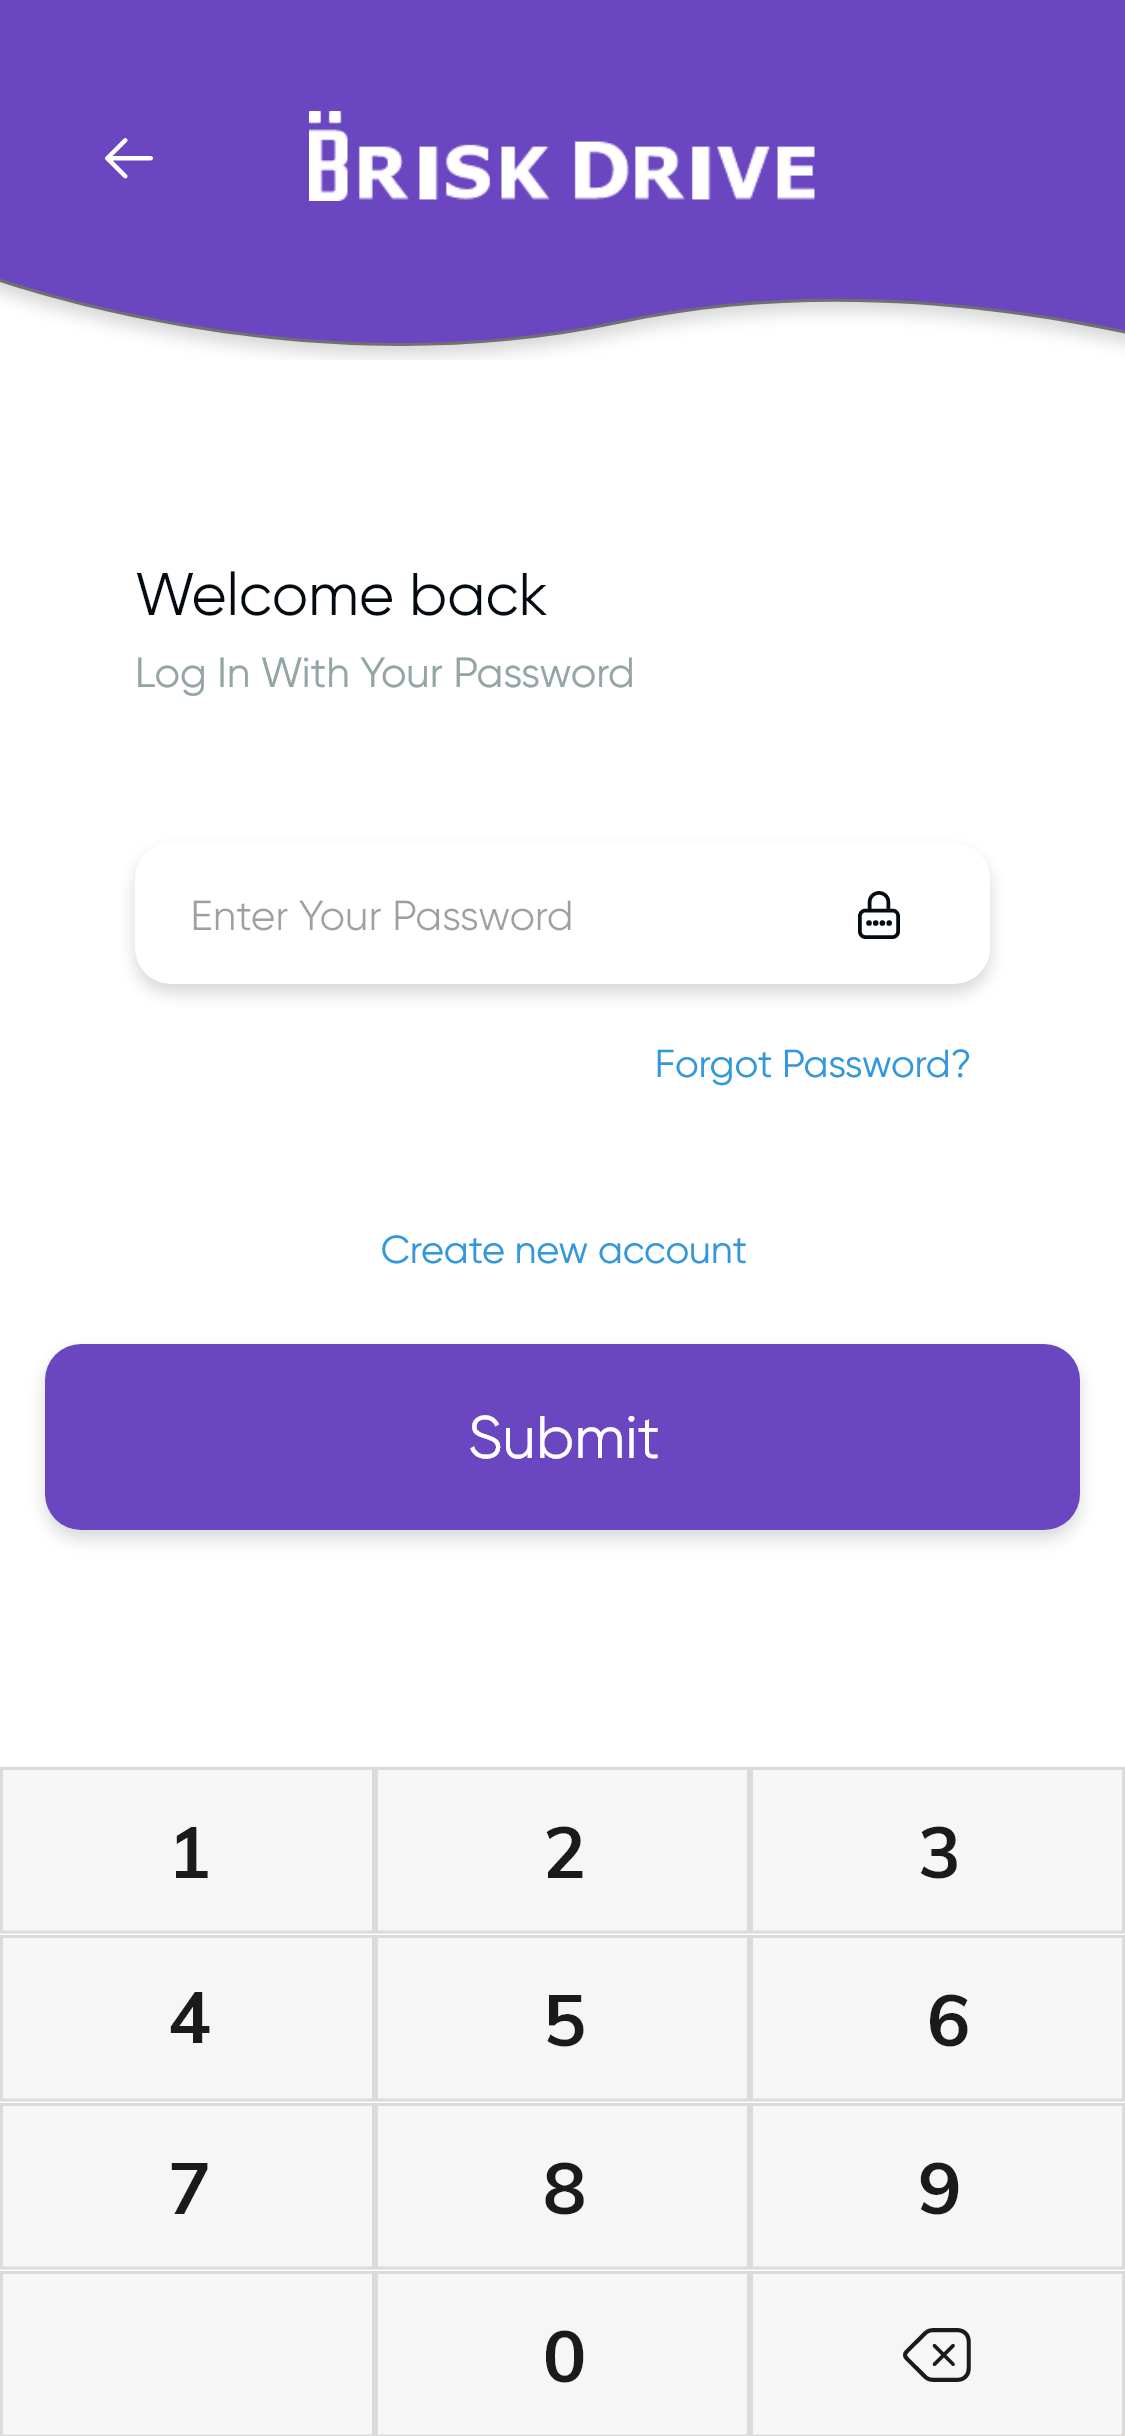 B̈RISK DRIVE
Welcome back
Log In With Your Password
Enter Your Password
Forgot Password?
Create new account
Submit
1 2 3
4 5 6
7 8 9
0